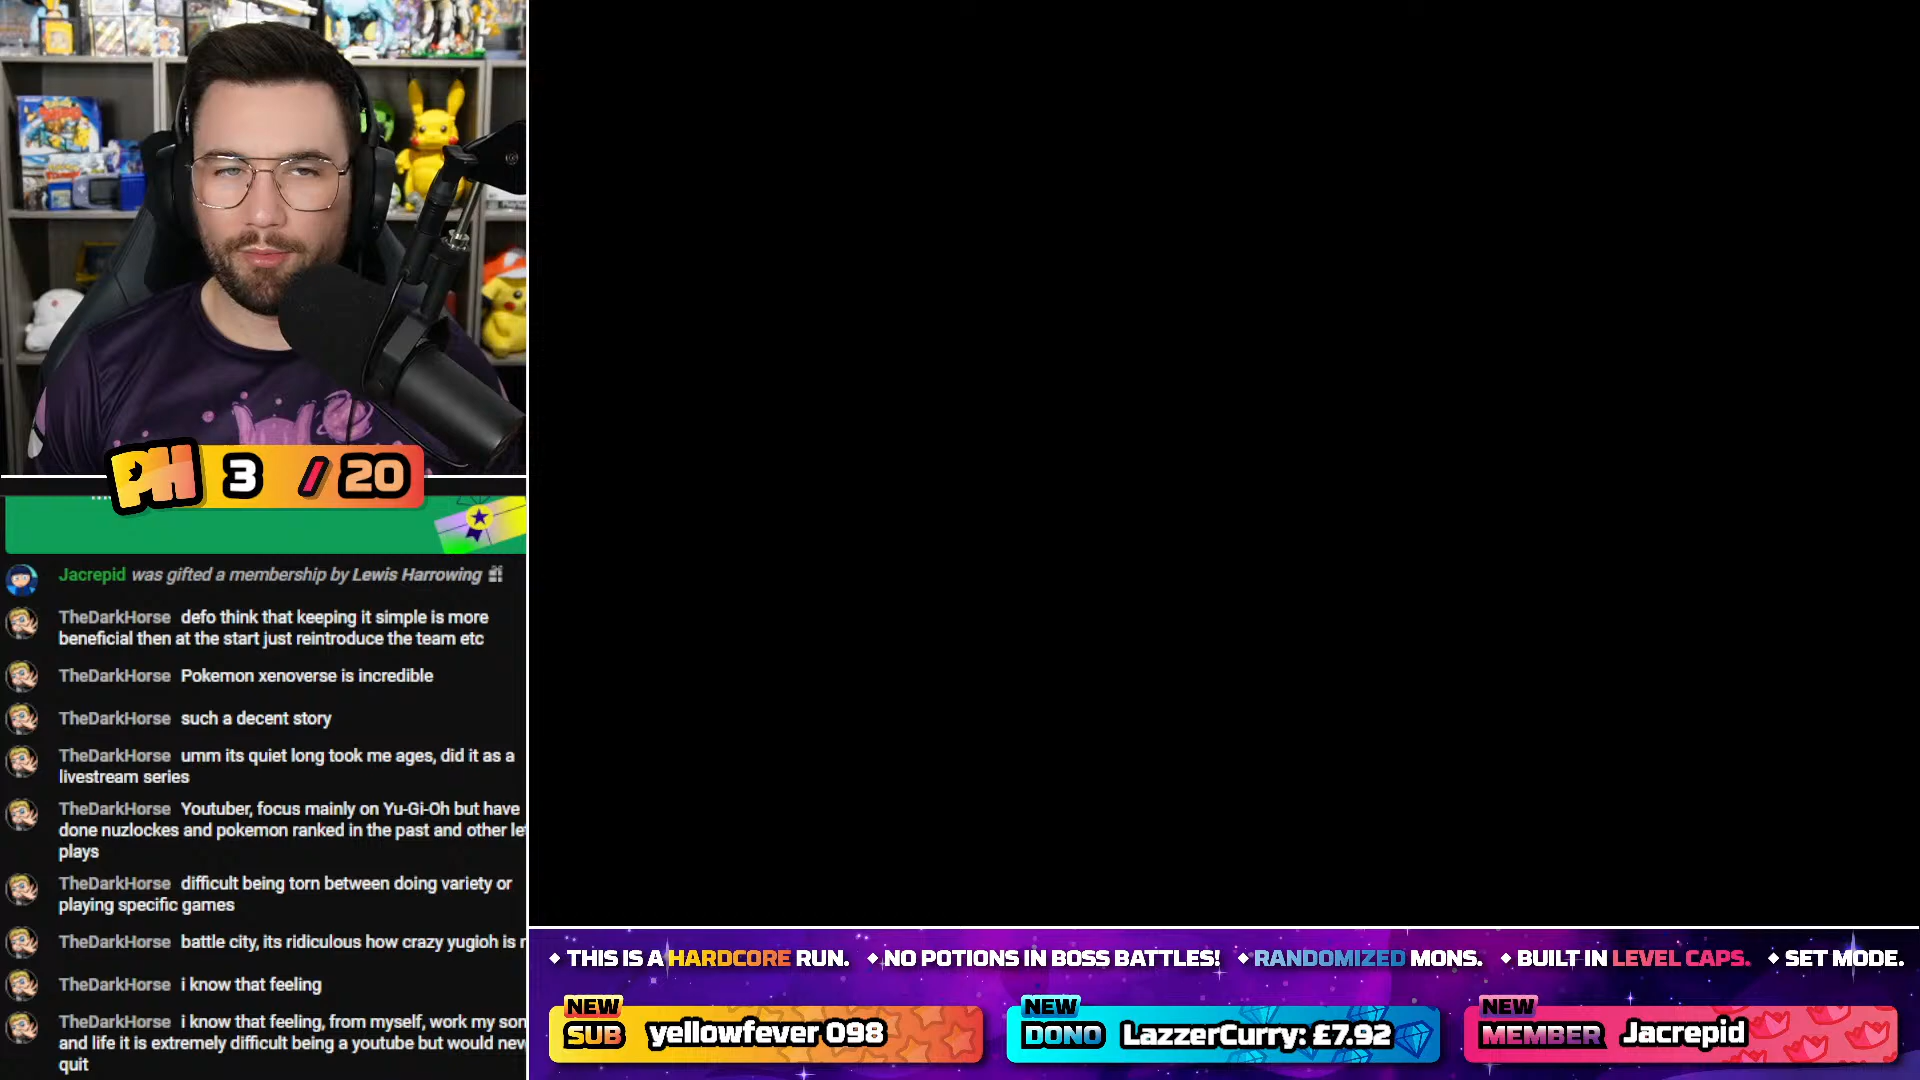 PH 3 / 20
Jacrepid was gifted a membership by Lewis Harrowing
TheDarkHorse defo think that keeping it simple is more
beneficial then at the start just reintroduce the team etc
TheDarkHorse Pokemon xenoverse is incredible
TheDarkHorse such a decent story
TheDarkHorse umm its quiet long took me ages, did it as a
livestream series
TheDarkHorse Youtuber, focus mainly on Yu-Gi-Oh but have
done nuzlockes and pokemon ranked in the past and other
plays
TheDarkHorse difficult being torn between doing variety or
playing specific games
TheDarkHorse battle city, its ridiculous how crazy yugioh is
TheDarkHorse i know that feeling
TheDarkHorse i know that feeling, from myself, work my son
and life it is extremely difficult being a youtube but would
quit
THIS IS A HARDCORE RUN. NO POTIONS IN BOSS BATTLES! RANDOMIZED MONS. BUILT IN LEVEL CAPS. SET MODE.
NEW SUB yellowfever 098
NEW DONO LazzerCurry: £7.92
NEW MEMBER Jacrepid